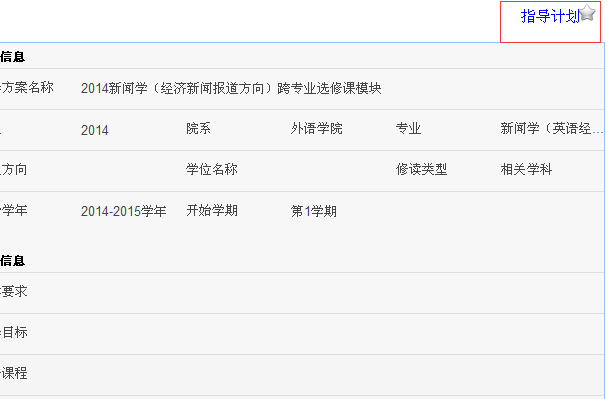 指导计划
信息
方案名称 2014新闻学（经济新闻报道方向）跨专业选修课模块
2014 院系 外语学院 专业 新闻学（英语经...
方向 学位名称 修读类型 相关学科
学年 2014-2015学年 开始学期 第1学期
信息
要求
目标
课程